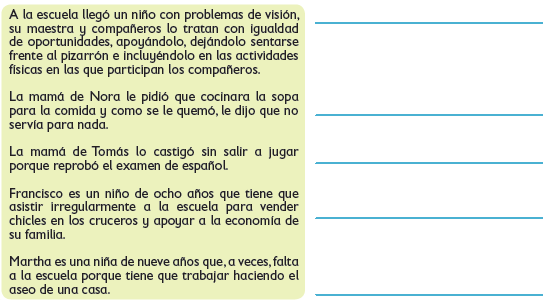 A la escuela llegó un niño con problemas de visión,
su maestra y compañeros lo tratan con igualdad
de oportunidades, apoyándolo, dejándolo sentarse
frente al pizarrón e incluyéndolo en las actividades
físicas en las que participan los compañeros.
La mamá de Nora le pidió que cocinara la sopa
para la comida y como se le quemó, le dijo que no
servía para nada.
La mamá de Tomás lo castigó sin salir a jugar
porque reprobó el examen de español.
Francisco es un niño de ocho años que tiene que
asistir irregularmente a la escuela para vender
chicles en los cruceros y apoyar a la economía de
su familia.
Martha es una niña de nueve años que, a veces, falta
a la escuela porque tiene que trabajar haciendo el
aseo de una casa.